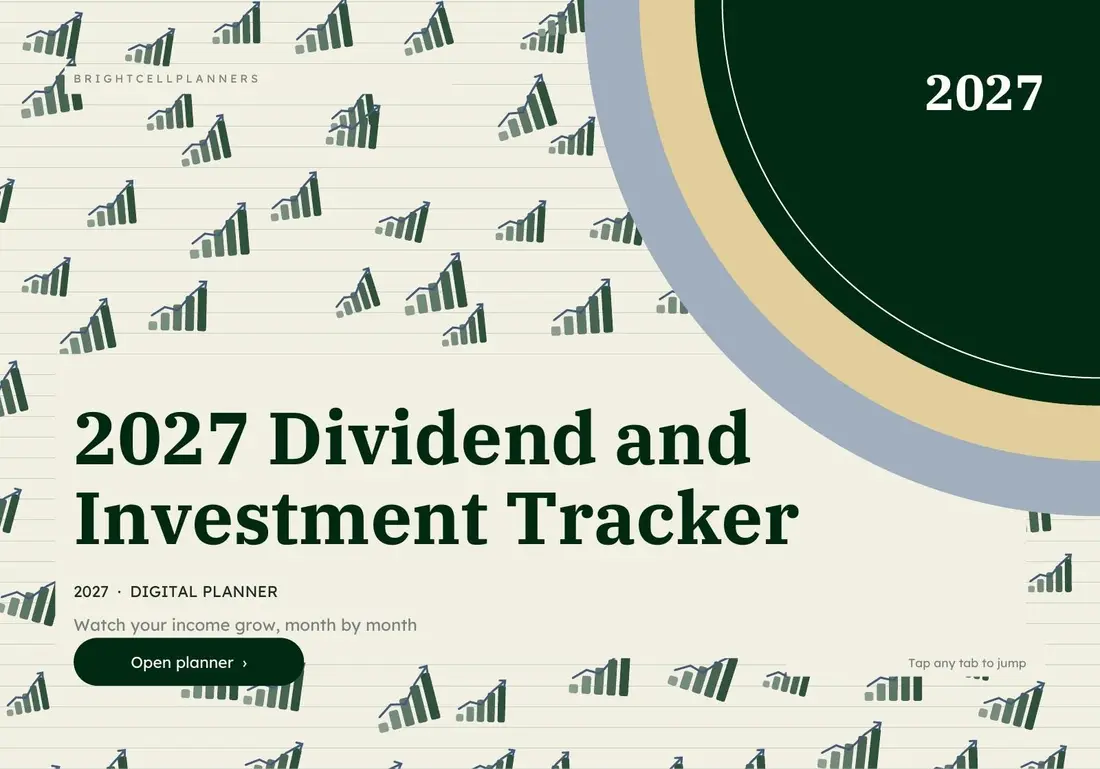 BRIGHTCELLPLANNERS
2027
2027 Dividend and
Investment Tracker
2027 · DIGITAL PLANNER
Watch your income grow, month by month
Open planner ›
Tap any tab to jump